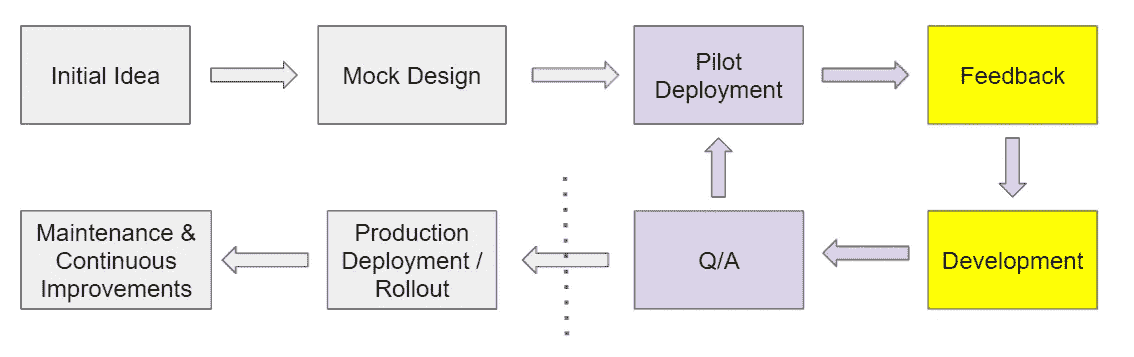 Initial Idea
Mock Design
Pilot
Deployment
Feedback
Maintenance &
Continuous
Improvements
Production
Deployment /
Rollout
Q/A
Development